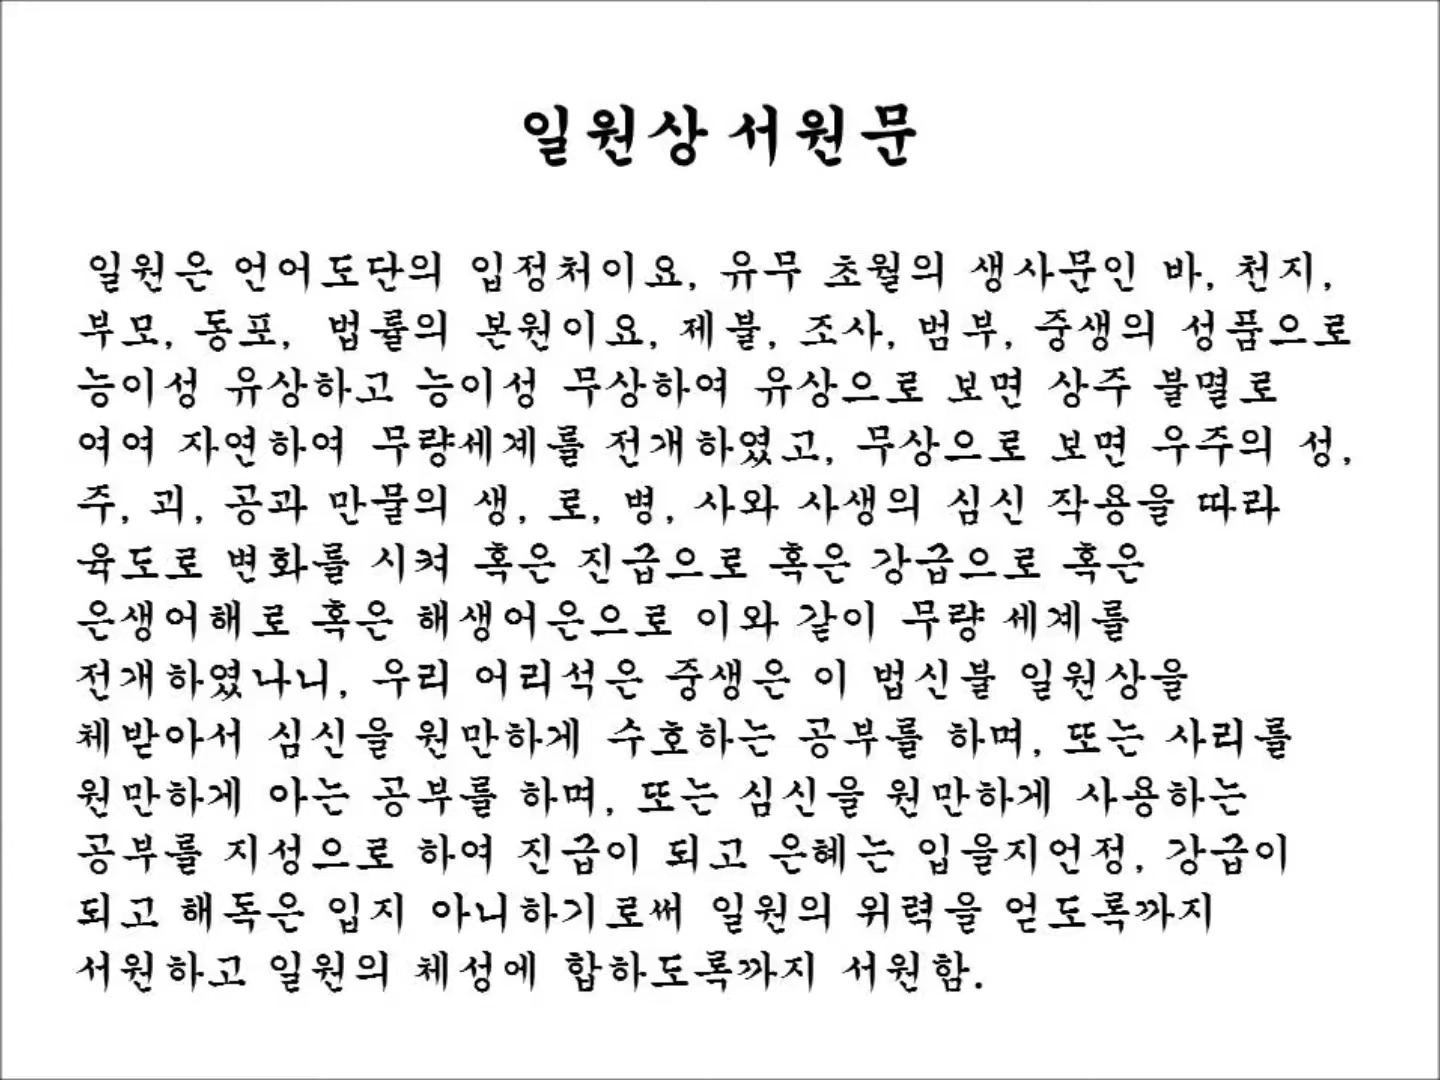 일원상 서원문
일원은 언어도단의 입정처이요, 유무 초월의 생사문인 바, 천지,
부모, 동포, 법률의 본원이요, 제불, 조사, 범부, 중생의 성품으로
능이성 유상하고 능이성 무상하여 유상으로 보면 상주 불멸로
여여 자연하여 무량세계를 전개하였고, 무상으로 보면 우주의 성,
주, 괴, 공과 만물의 생, 로, 병, 사와 사생의 심신 작용을 따라
육도로 변화를 시켜 혹은 진급으로 혹은 강급으로 혹은
은생어해로 혹은 해생어은으로 이와 같이 무량 세계를
전개하였나니, 우리 어리석은 중생은 이 법신불 일원상을
체받아서 심신을 원만하게 수호하는 공부를 하며, 또는 사리를
원만하게 아는 공부를 하며, 또는 심신을 원만하게 사용하는
공부를 지성으로 하여 진급이 되고 은혜는 입을지언정, 강급이
되고 해독은 입지 아니하기로써 일원의 위력을 얻도록까지
서원하고 일원의 체성에 합하도록까지 서원함.